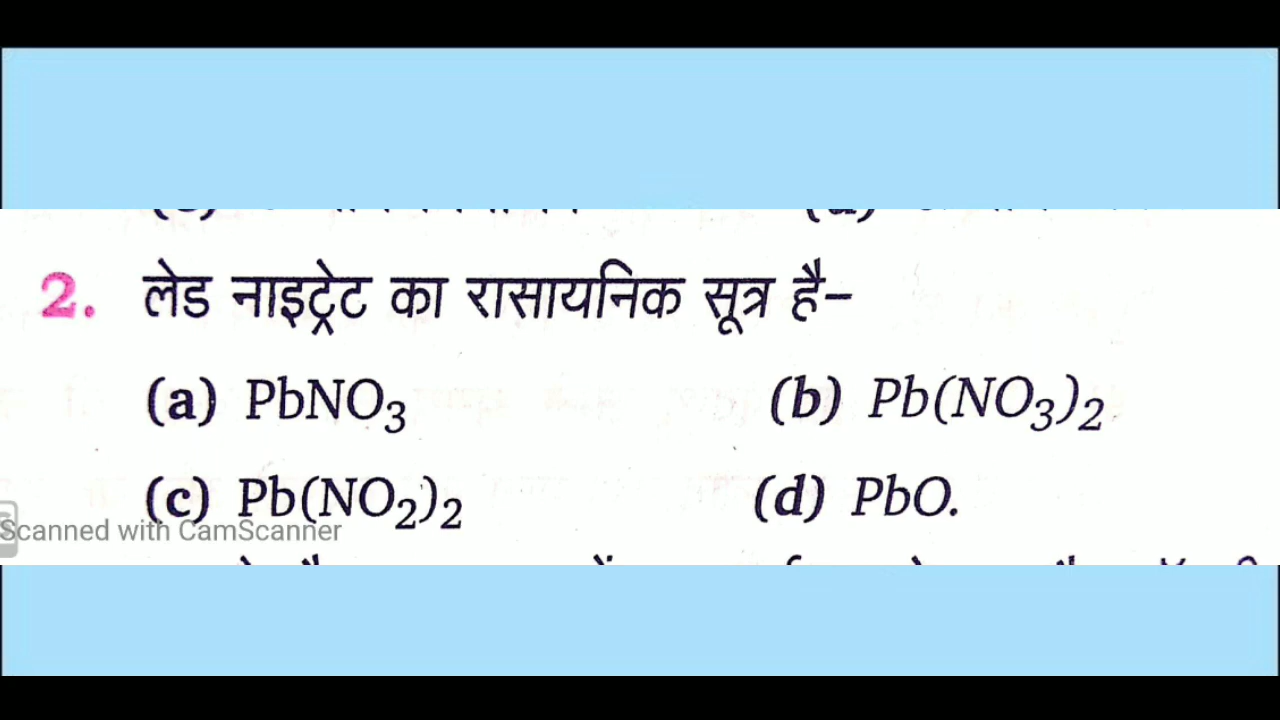 2. लेड नाइट्रेट का रासायनिक सूत्र है–
(a) PbNO₃ (b) Pb(NO₃)₂
(c) Pb(NO₂)₂ (d) PbO.
Scanned with CamScanner